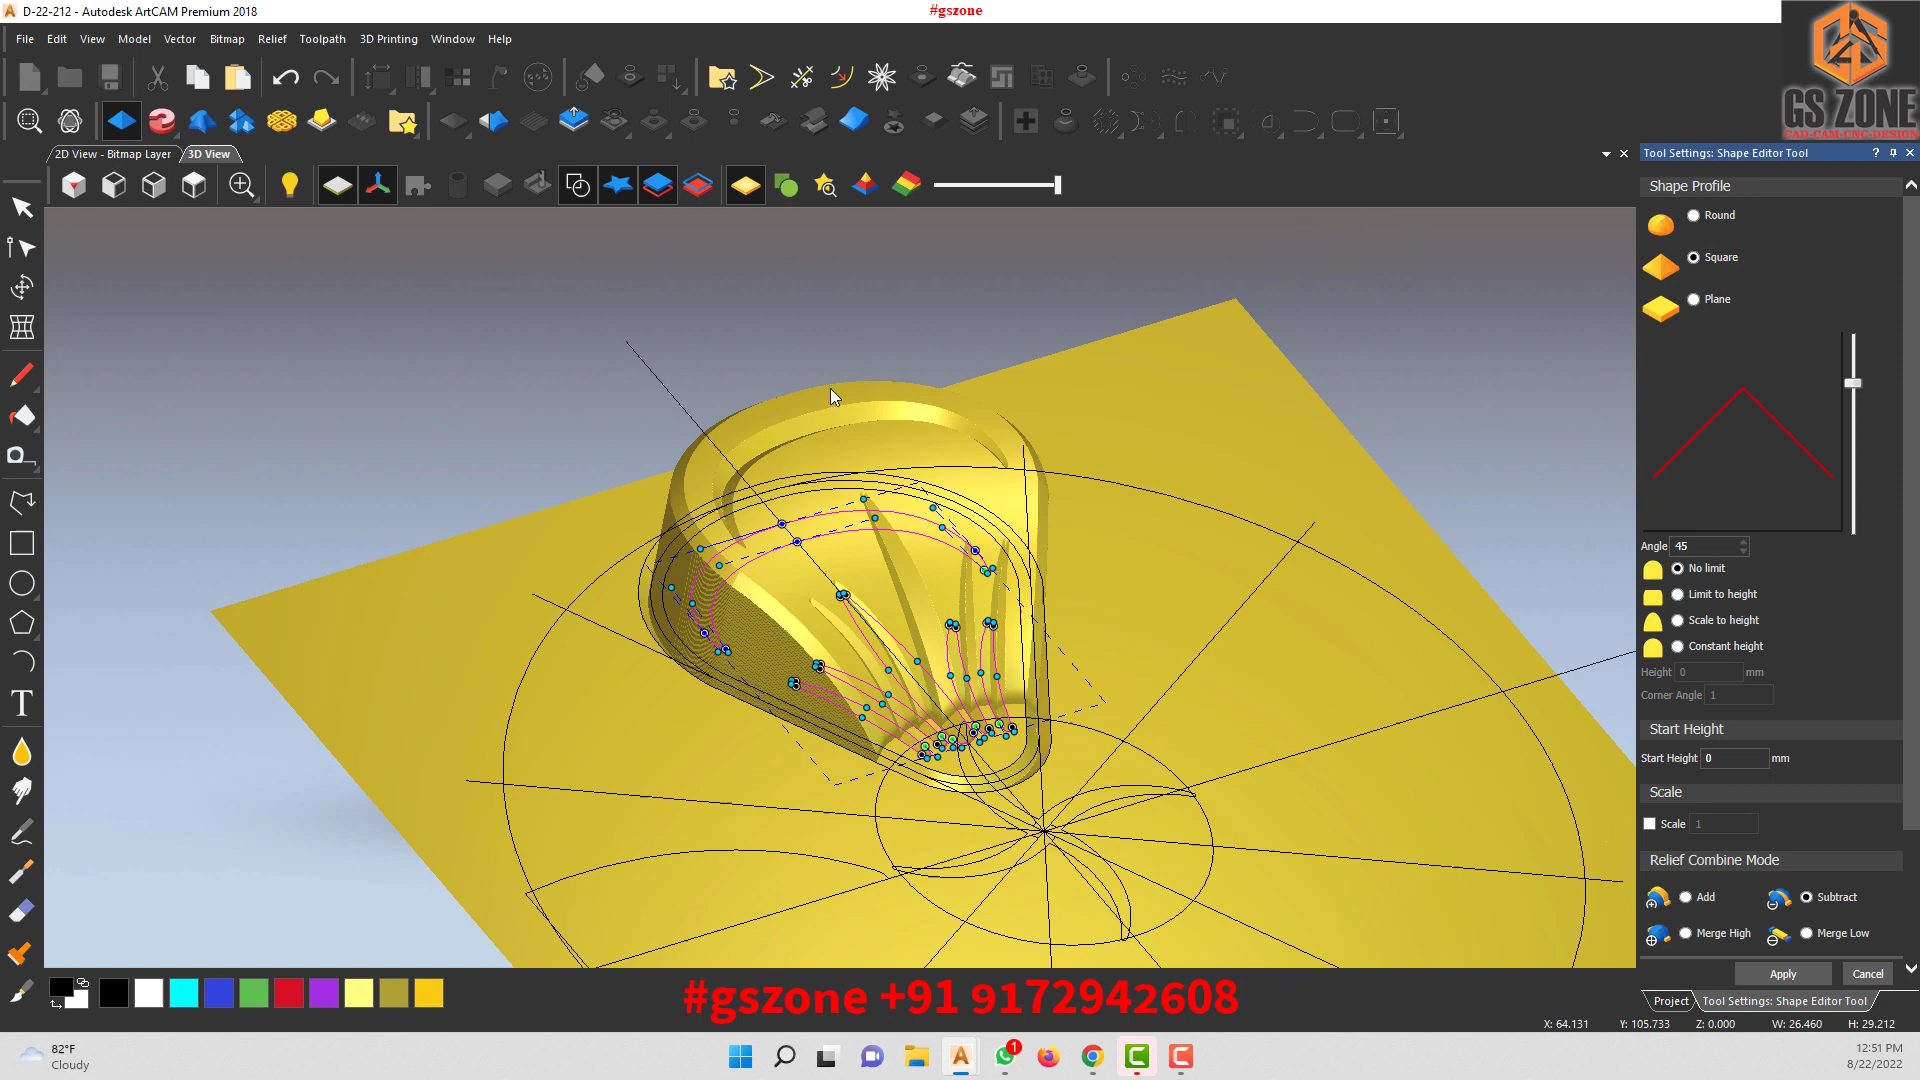 D-22-212 - Autodesk ArtCAM Premium 2018
#gszone
File Edit View Model Vector Bitmap Relief Toolpath 3D Printing Window Help
GS ZONE
CAD-CAM-CNC-DESIGN
2D View - Bitmap Layer 3D View
Tool Settings: Shape Editor Tool
Shape Profile
Round
Square
Plane
Angle 45
No limit
Limit to height
Scale to height
Constant height
Height 0 mm
Corner Angle 1
Start Height
Start Height 0 mm
Scale
Scale 1
Relief Combine Mode
Add Subtract
Merge High Merge Low
Apply Cancel
Project Tool Settings: Shape Editor Tool
#gszone +91 9172942608
X: 64.131 Y: 105.733 Z: 0.000 W: 26.460 H: 29.212
82°F
Cloudy
1
12:51 PM
8/22/2022